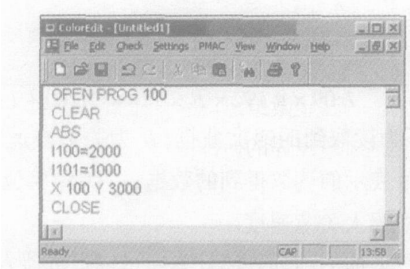 ColorEdit - [Untitled1]
File Edit Check Settings PMAC View Window Help
OPEN PROG 100
CLEAR
ABS
I100=2000
I101=1000
X 100 Y 3000
CLOSE
Ready CAP 13:58